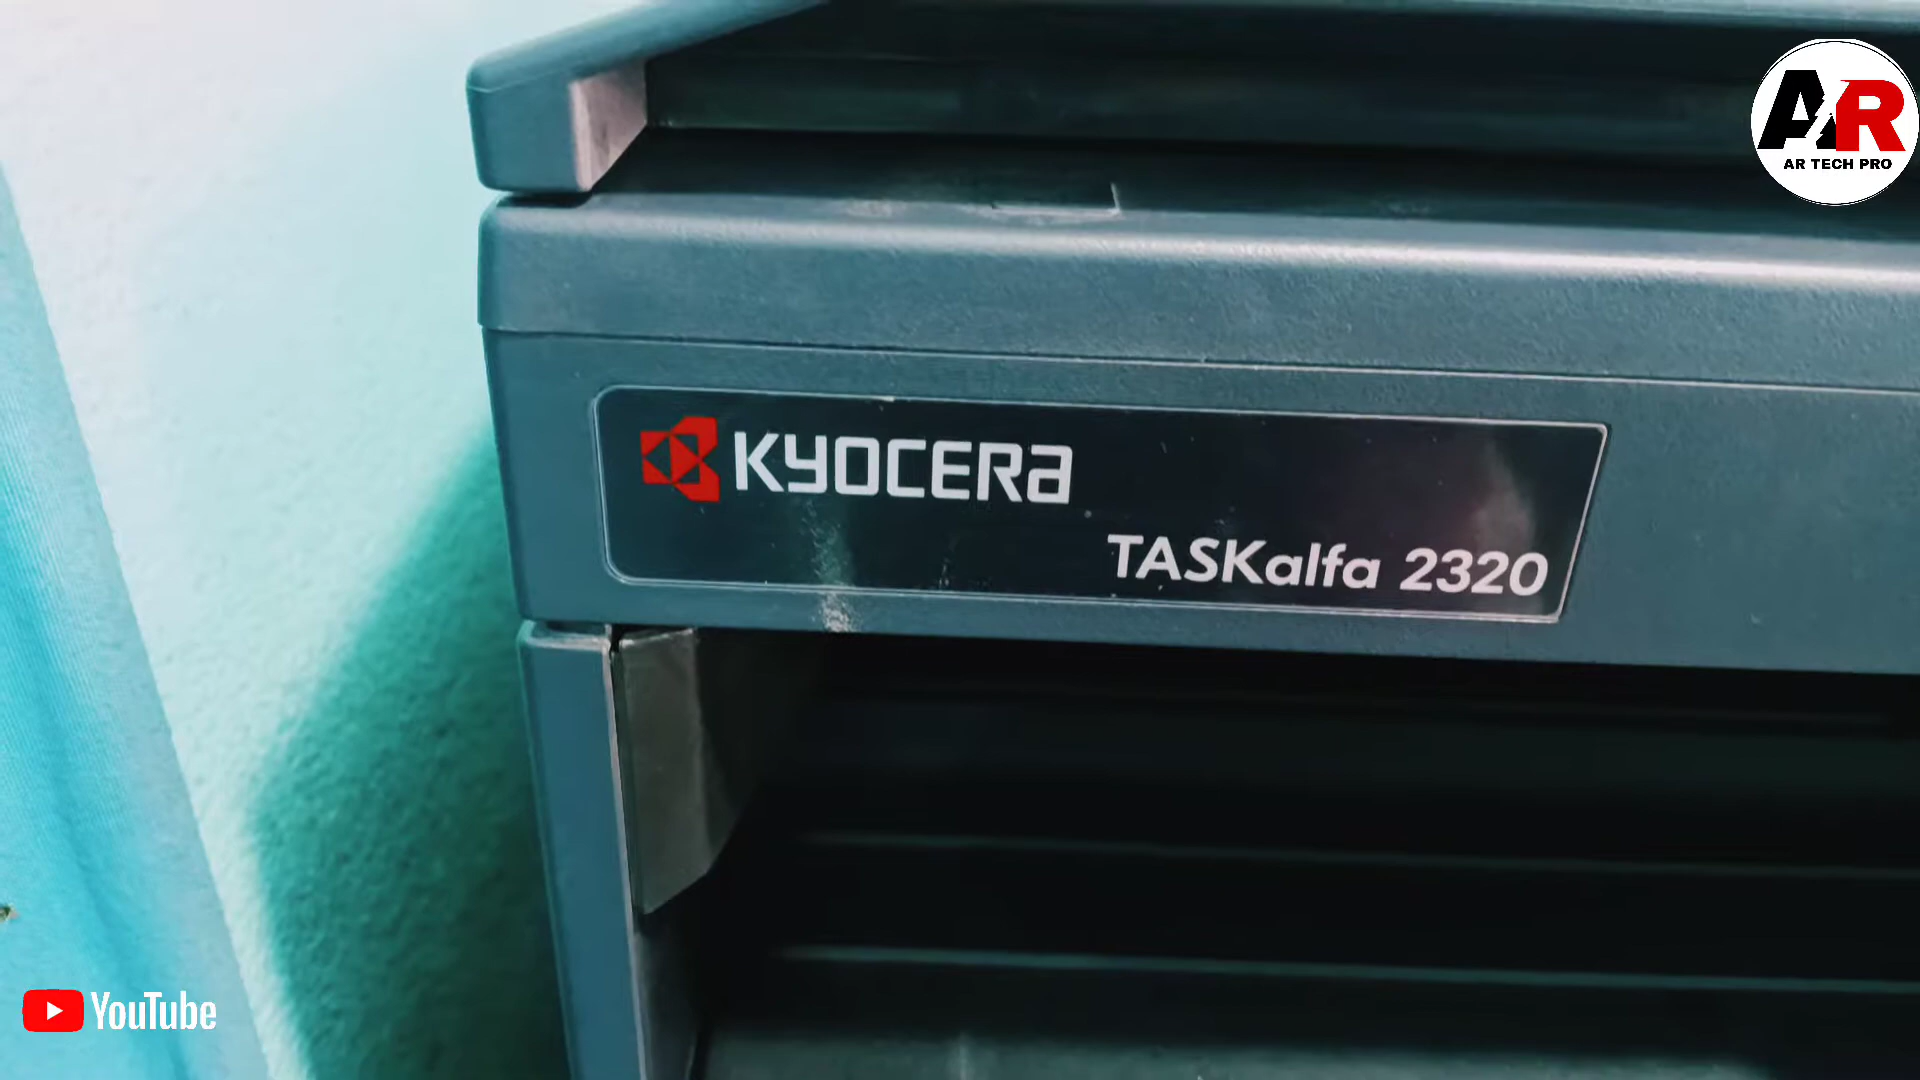 AR
AR TECH PRO
KYOCERA
TASKalfa 2320
YouTube